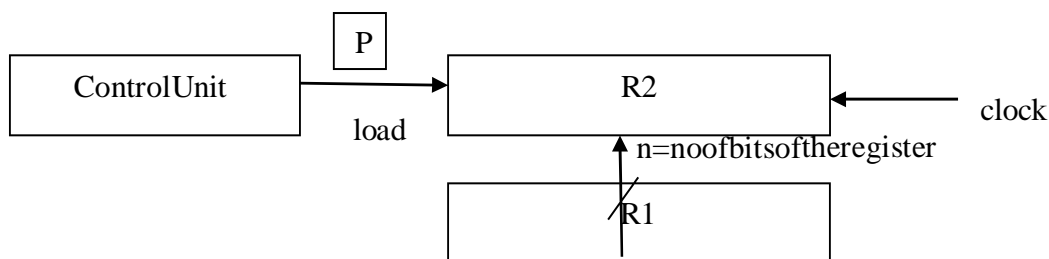 P
ControlUnit
R2
load
clock
n=noofbitsoftheregister
R1